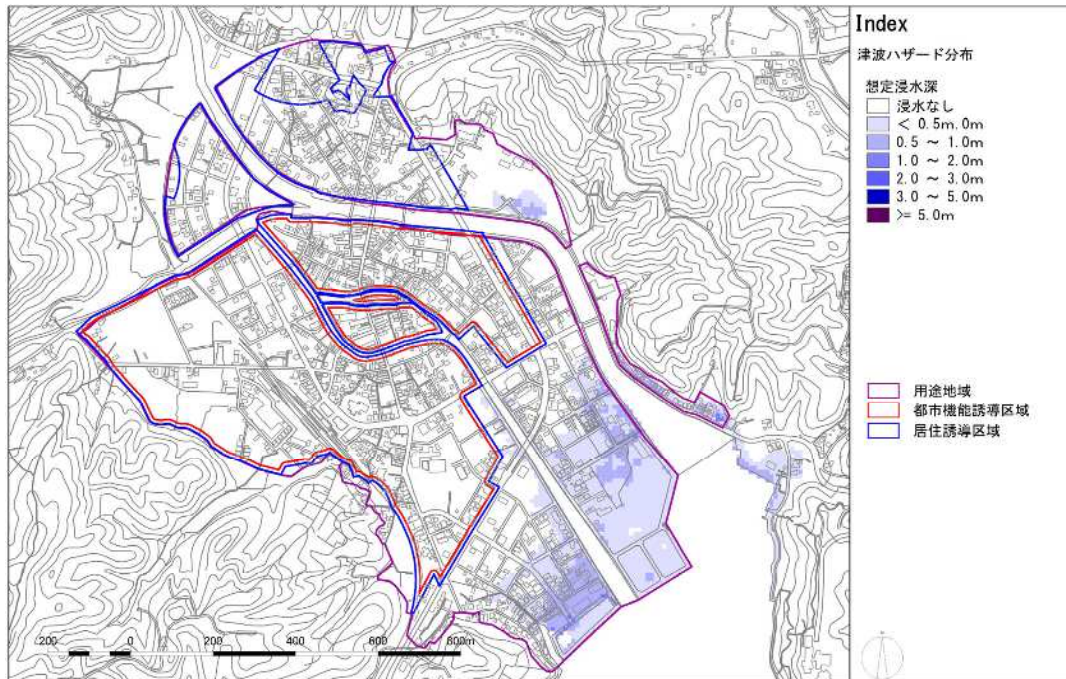 Index
津波ハザード分布
想定浸水深
浸水なし
< 0.5m.0m
0.5 ～ 1.0m
1.0 ～ 2.0m
2.0 ～ 3.0m
3.0 ～ 5.0m
>= 5.0m
用途地域
都市機能誘導区域
居住誘導区域
200 0 200 400 600 800m